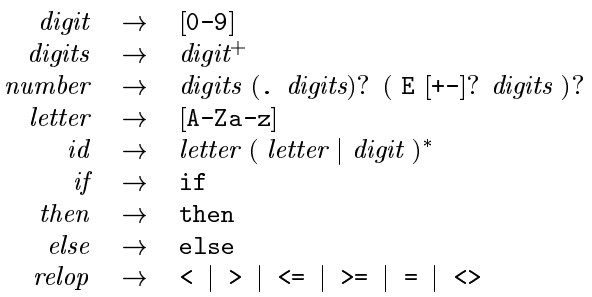 digit → [0-9]
digits → digit⁺
number → digits (. digits)? ( E [+-]? digits )?
letter → [A-Za-z]
id → letter ( letter | digit )*
if → if
then → then
else → else
relop → < | > | <= | >= | = | <>